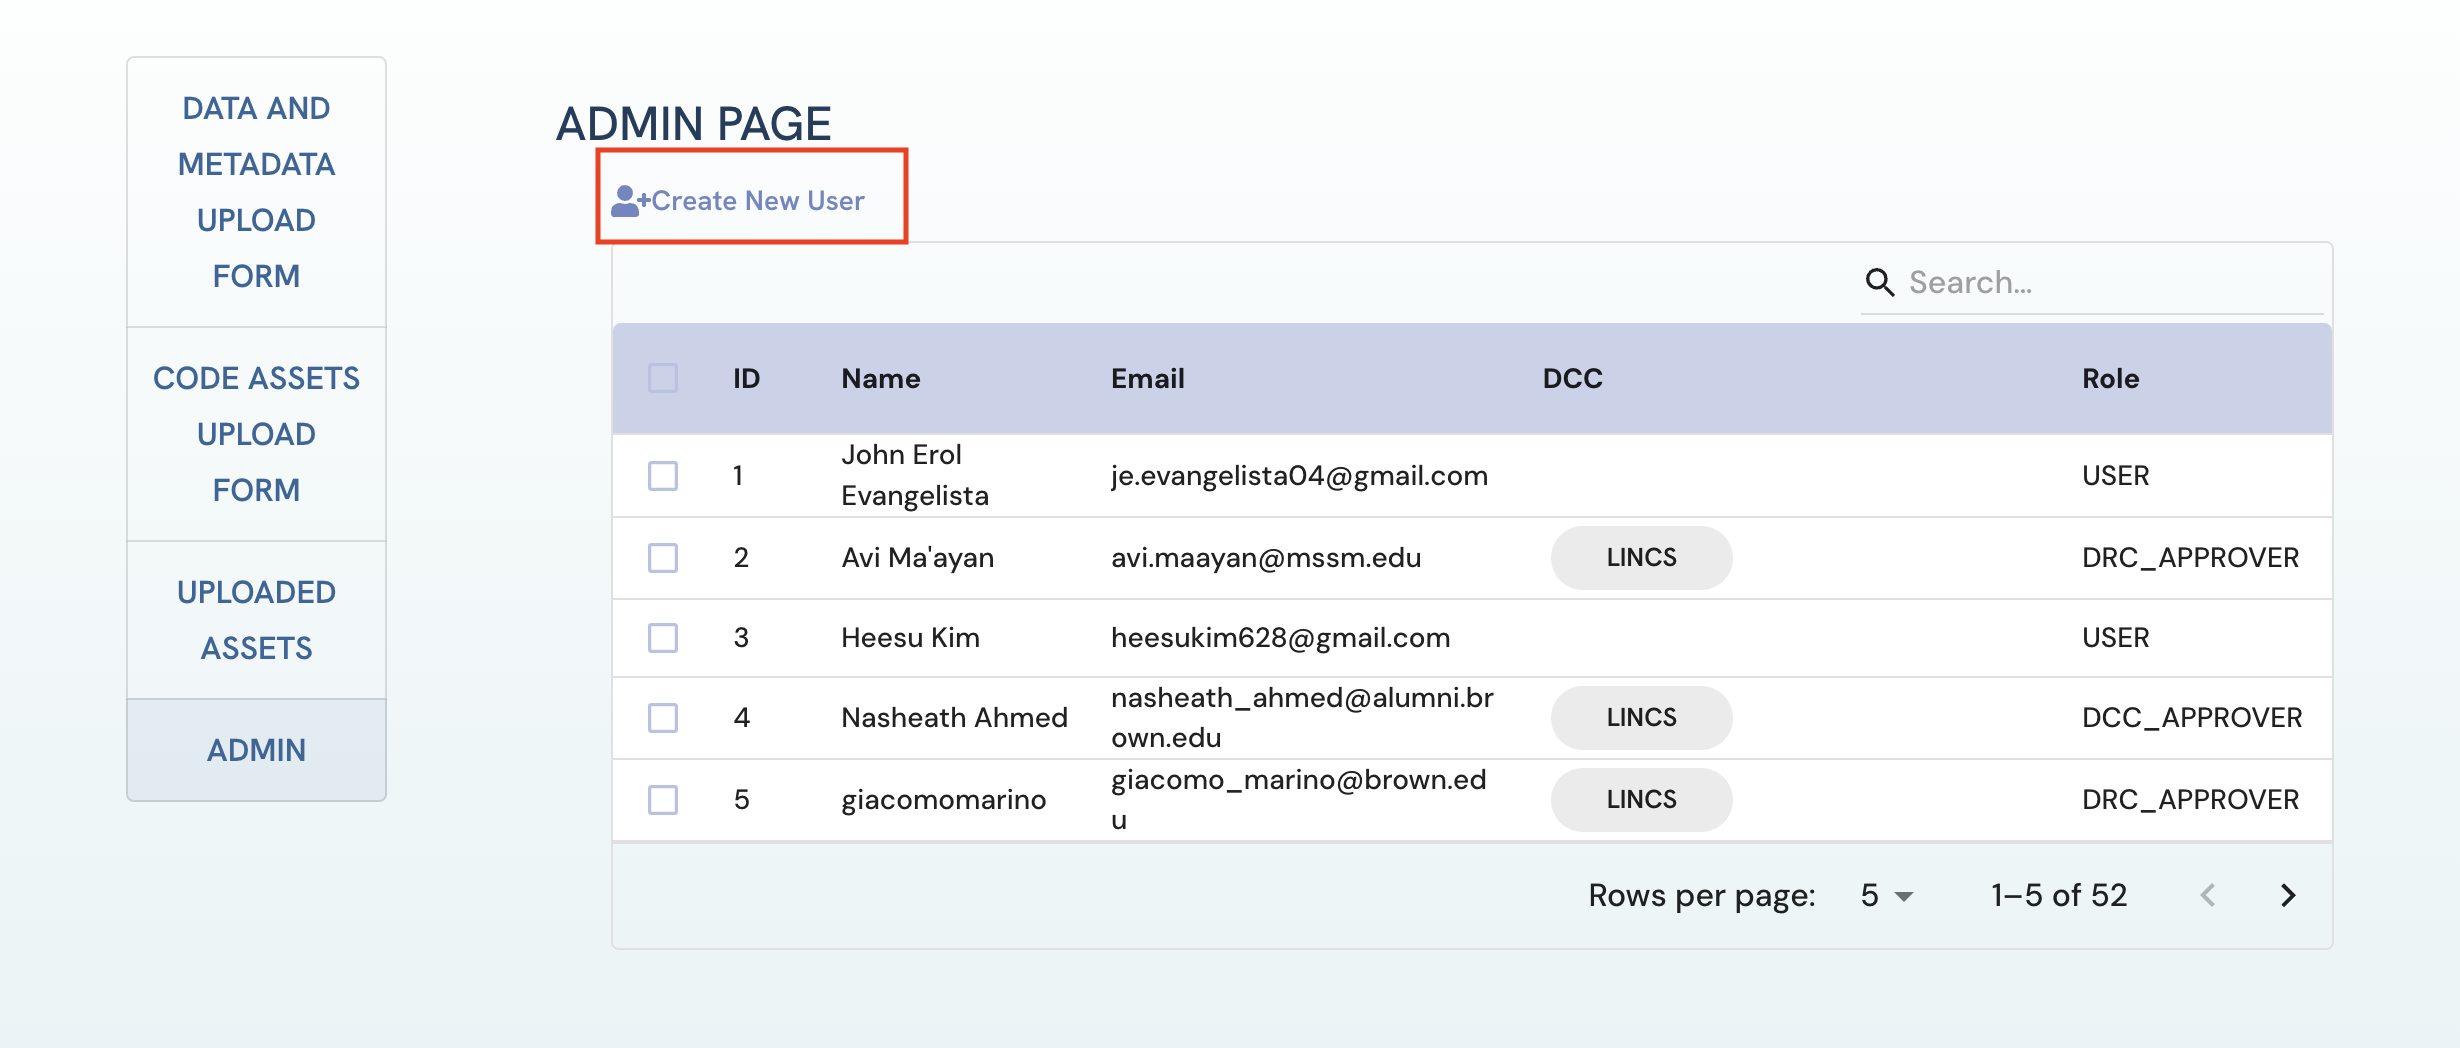 DATA AND
METADATA
UPLOAD
FORM
CODE ASSETS
UPLOAD
FORM
UPLOADED
ASSETS
ADMIN
ADMIN PAGE
Create New User
Search...
ID Name Email DCC Role
1 John Erol Evangelista je.evangelista04@gmail.com USER
2 Avi Ma'ayan avi.maayan@mssm.edu LINCS DRC_APPROVER
3 Heesu Kim heesukim628@gmail.com USER
4 Nasheath Ahmed nasheath_ahmed@alumni.brown.edu LINCS DCC_APPROVER
5 giacomomarino giacomo_marino@brown.edu LINCS DRC_APPROVER
Rows per page: 5 1–5 of 52